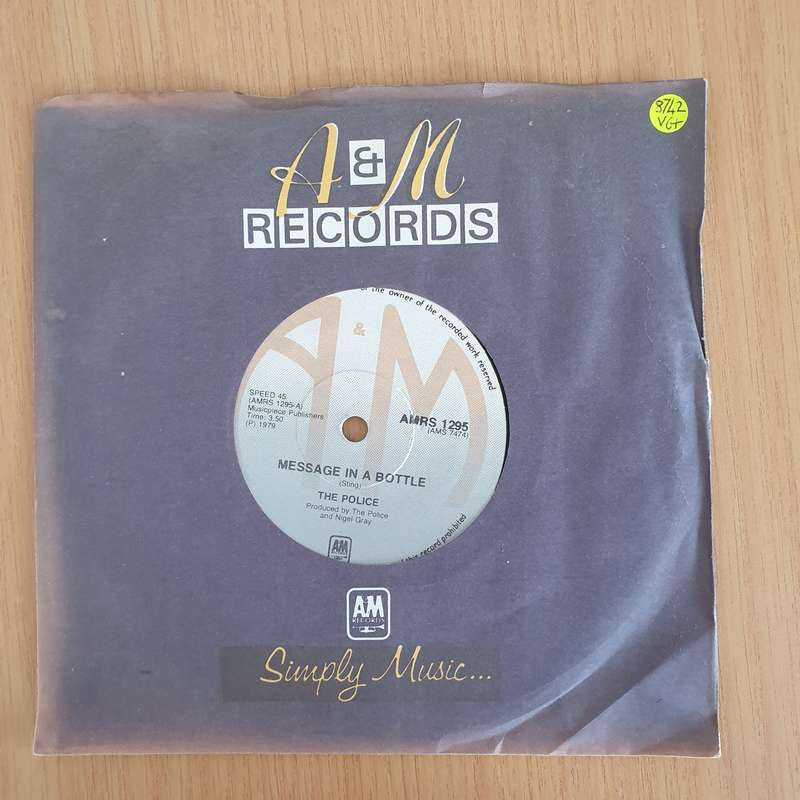 8742
VG+
A & M
RECORDS
of the owner of the recorded work reserved
A & M
SPEED 45
(AMRS 1295-A)
Musicpiece Publishers
Time: 3.50
(P) 1979
AMRS 1295
(AMS 7474)
MESSAGE IN A BOTTLE
(Sting)
THE POLICE
Produced by The Police
and Nigel Gray
this record prohibited
A&M
A&M
RECORDS
Simply Music...